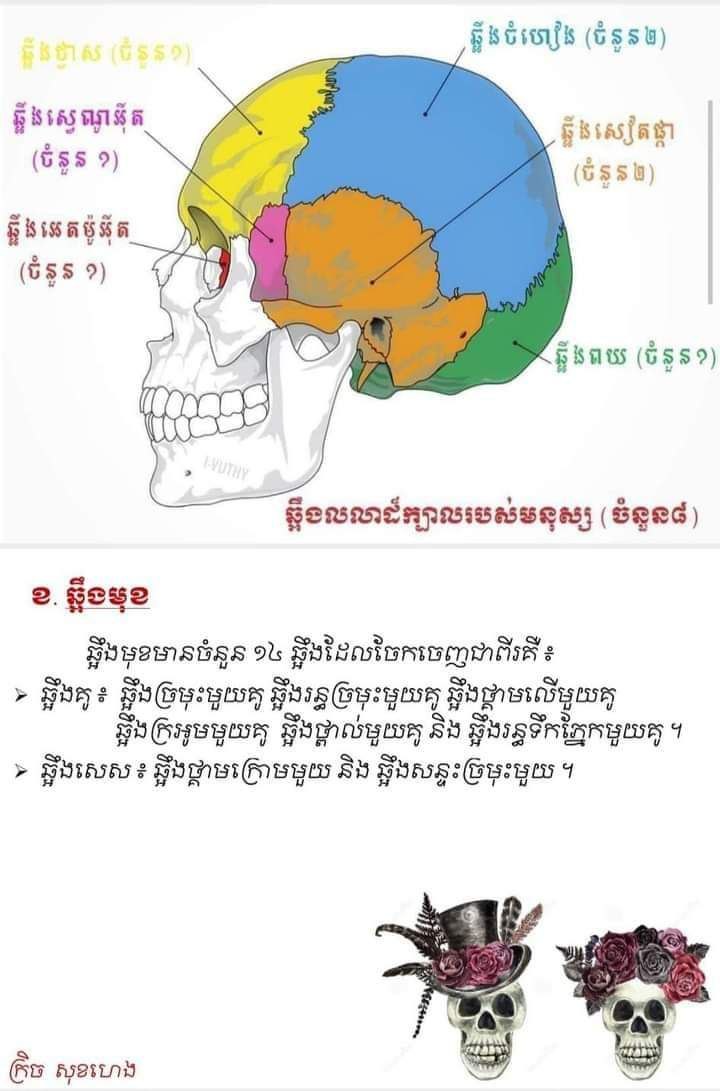 ឆ្អឹងថ្ងាស (ចំនួន១)
ឆ្អឹងចំហៀង (ចំនួន២)
ឆ្អឹងស្វេណូអ៊ីត
(ចំនួន ១)
ឆ្អឹងសៀតផ្កា
(ចំនួន២)
ឆ្អឹងអេតម៉ូអ៊ីត
(ចំនួន ១)
ឆ្អឹងពយ (ចំនួន១)
I-YUTHY
ឆ្អឹងលលាដ៍ក្បាលរបស់មនុស្ស (ចំនួន៨)
ខ. ឆ្អឹងមុខ
ឆ្អឹងមុខមានចំនួន ១៤ ឆ្អឹងដែលចែកចេញជាពីរគឺ ៖
➢ ឆ្អឹងគូ ៖ ឆ្អឹងច្រមុះមួយគូ ឆ្អឹងរន្ធច្រមុះមួយគូ ឆ្អឹងថ្គាមលើមួយគូ
ឆ្អឹងក្រអូមមួយគូ ឆ្អឹងថ្ពាល់មួយគូ និង ឆ្អឹងរន្ធទឹកភ្នែកមួយគូ ។
➢ ឆ្អឹងសេស ៖ ឆ្អឹងថ្គាមក្រោមមួយ និង ឆ្អឹងសន្ទះច្រមុះមួយ ។
ក្រិច សុខហេង